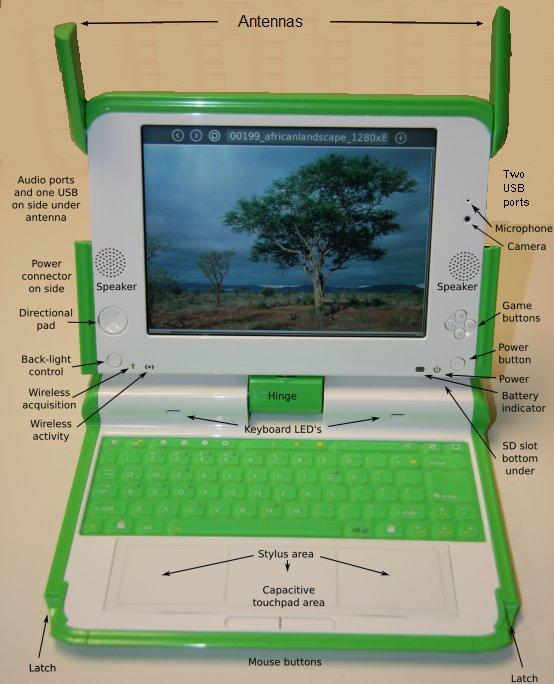 Antennas
00199_africanlandscape_1280x8
Audio ports
and one USB
on side under
antenna
Two
USB
ports
Microphone
Camera
Power
connector
on side
Speaker
Speaker
Directional
pad
Game
buttons
Back-light
control
Power
button
Wireless
acquisition
Power
Battery
indicator
Hinge
Wireless
activity
Keyboard LED's
SD slot
bottom
under
Stylus area
Capacitive
touchpad area
Latch
Mouse buttons
Latch